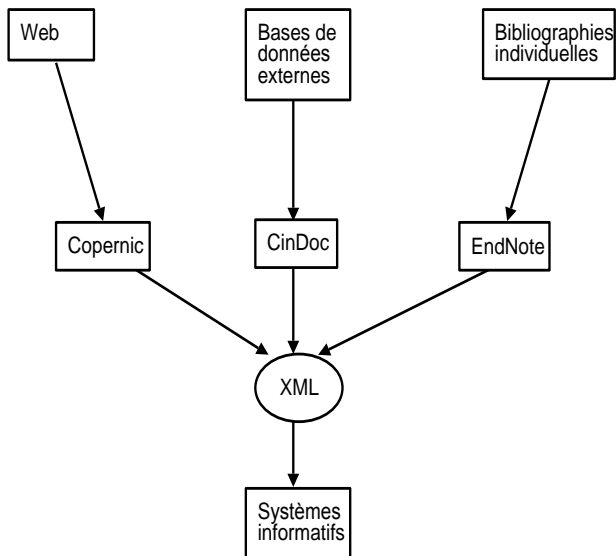 Web
Bases de
données
externes
Bibliographies
individuelles
Copernic
CinDoc
EndNote
XML
Systèmes
informatifs